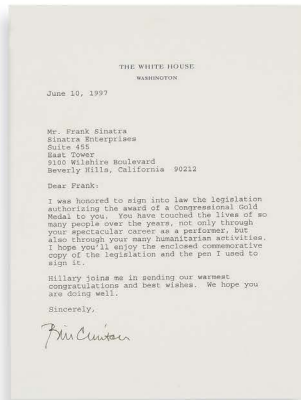 THE WHITE HOUSE
WASHINGTON
June 10, 1997
Mr. Frank Sinatra
Sinatra Enterprises
Suite 455
East Tower
9100 Wilshire Boulevard
Beverly Hills, California 90212
Dear Frank:
I was honored to sign into law the legislation
authorizing the award of a Congressional Gold
Medal to you. You have touched the lives of so
many people over the years, not only through
your spectacular career as a performer, but
also through your many humanitarian activities.
I hope you'll enjoy the enclosed commemorative
copy of the legislation and the pen I used to
sign it.
Hillary joins me in sending our warmest
congratulations and best wishes. We hope you
are doing well.
Sincerely,
Bill Clinton